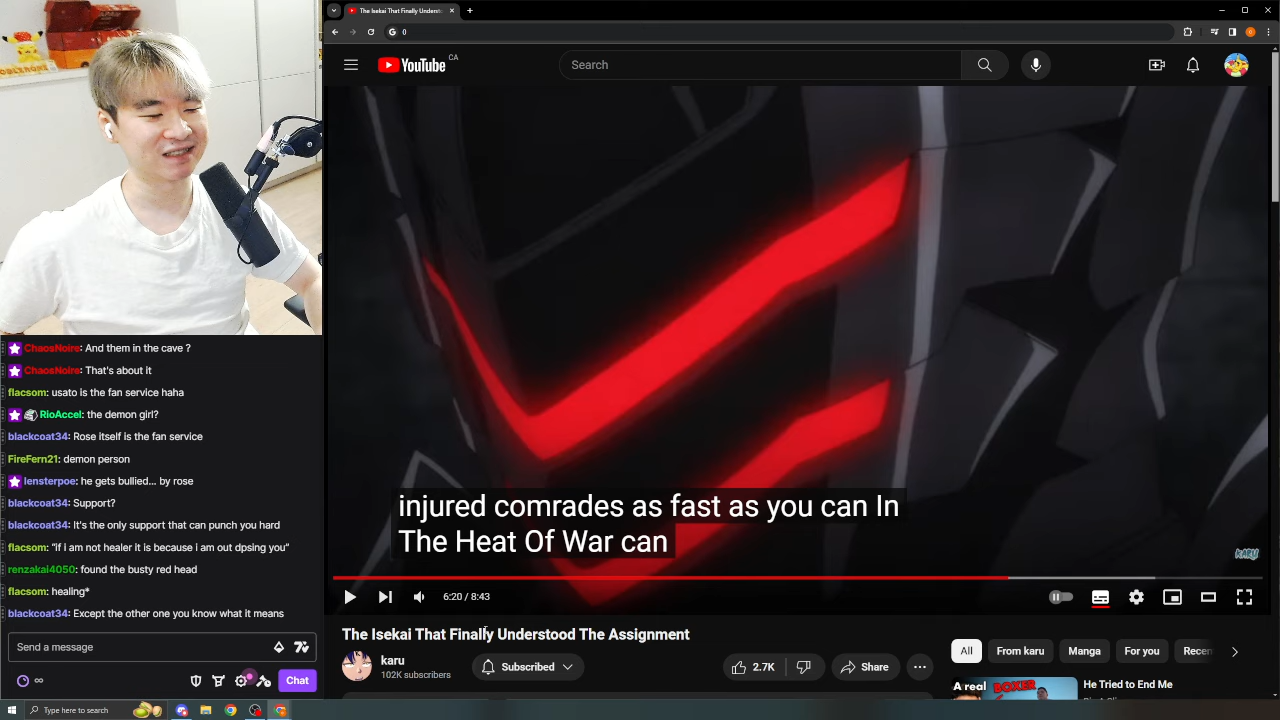 The Isekai That Finally Underst
0
YouTube CA
Search
injured comrades as fast as you can In
The Heat Of War can
KARU
6:20 / 8:43
The Isekai That Finally Understood The Assignment
karu
102K subscribers
Subscribed
2.7K
Share
All
From karu
Manga
For you
Recen
A real BOXER
He Tried to End Me
ChaosNoire: And them in the cave ?
ChaosNoire: That's about it
flacsom: usato is the fan service haha
RioAccel: the demon girl?
blackcoat34: Rose itself is the fan service
FireFern21: demon person
lensterpoe: he gets bullied... by rose
blackcoat34: Support?
blackcoat34: It's the only support that can punch you hard
flacsom: "if i am not healer it is because i am out dpsing you"
renzakai4050: found the busty red head
flacsom: healing*
blackcoat34: Except the other one you know what it means
Send a message
Chat
Type here to search